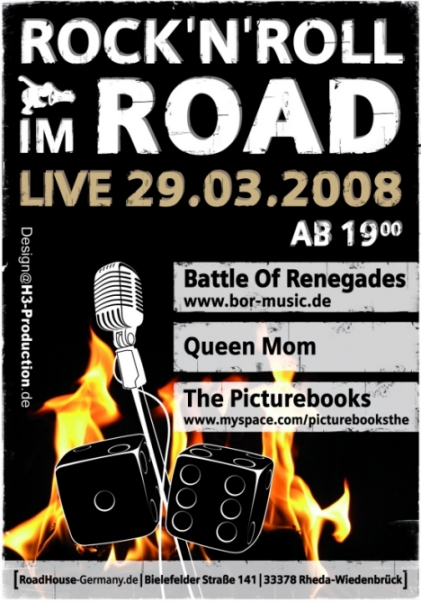 ROCK'N'ROLL
IM ROAD
LIVE 29.03.2008
AB 19⁰⁰
Design@H3-Production.de
Battle Of Renegades
www.bor-music.de
Queen Mom
The Picturebooks
www.myspace.com/picturebooksthe
[RoadHouse-Germany.de|Bielefelder Straße 141|33378 Rheda-Wiedenbrück]